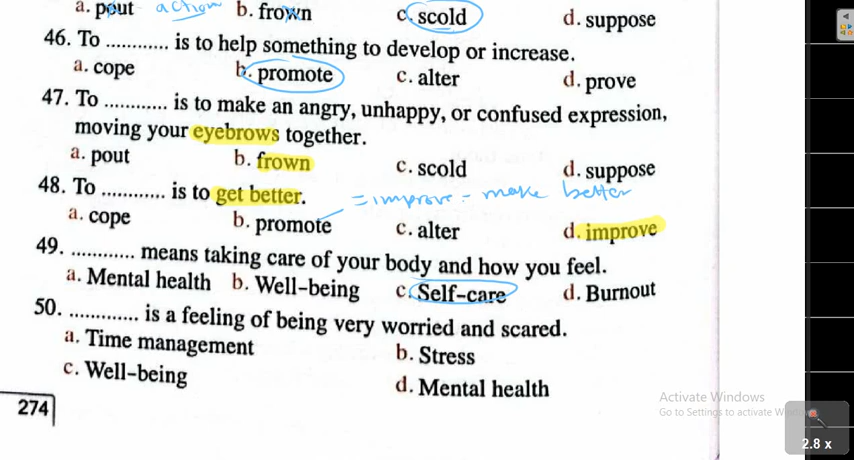 a. pout action b. frown c. scold d. suppose
46. To ............ is to help something to develop or increase.
a. cope b. promote c. alter d. prove
47. To ............ is to make an angry, unhappy, or confused expression,
moving your eyebrows together.
a. pout b. frown c. scold d. suppose
48. To ............ is to get better. = improve = make better
a. cope b. promote c. alter d. improve
49. ............ means taking care of your body and how you feel.
a. Mental health b. Well-being c. Self-care d. Burnout
50. ............. is a feeling of being very worried and scared.
a. Time management b. Stress
c. Well-being d. Mental health
274
Activate Windows
Go to Settings to activate
2.8 x